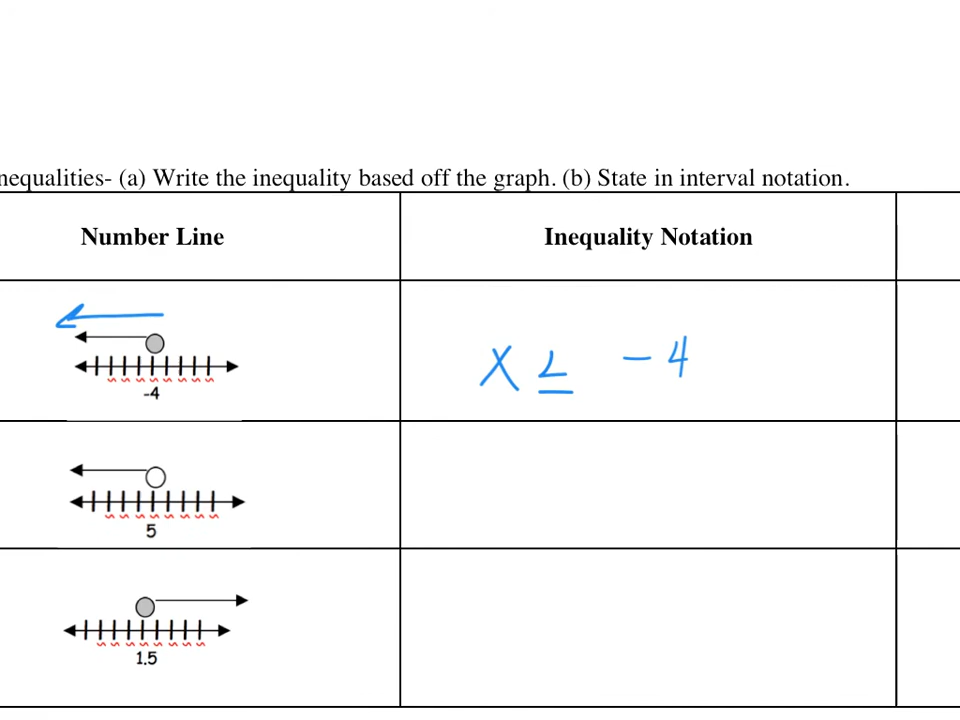 nequalities- (a) Write the inequality based off the graph. (b) State in interval notation.
Number Line
Inequality Notation
-4
X ≤ -4
5
1.5